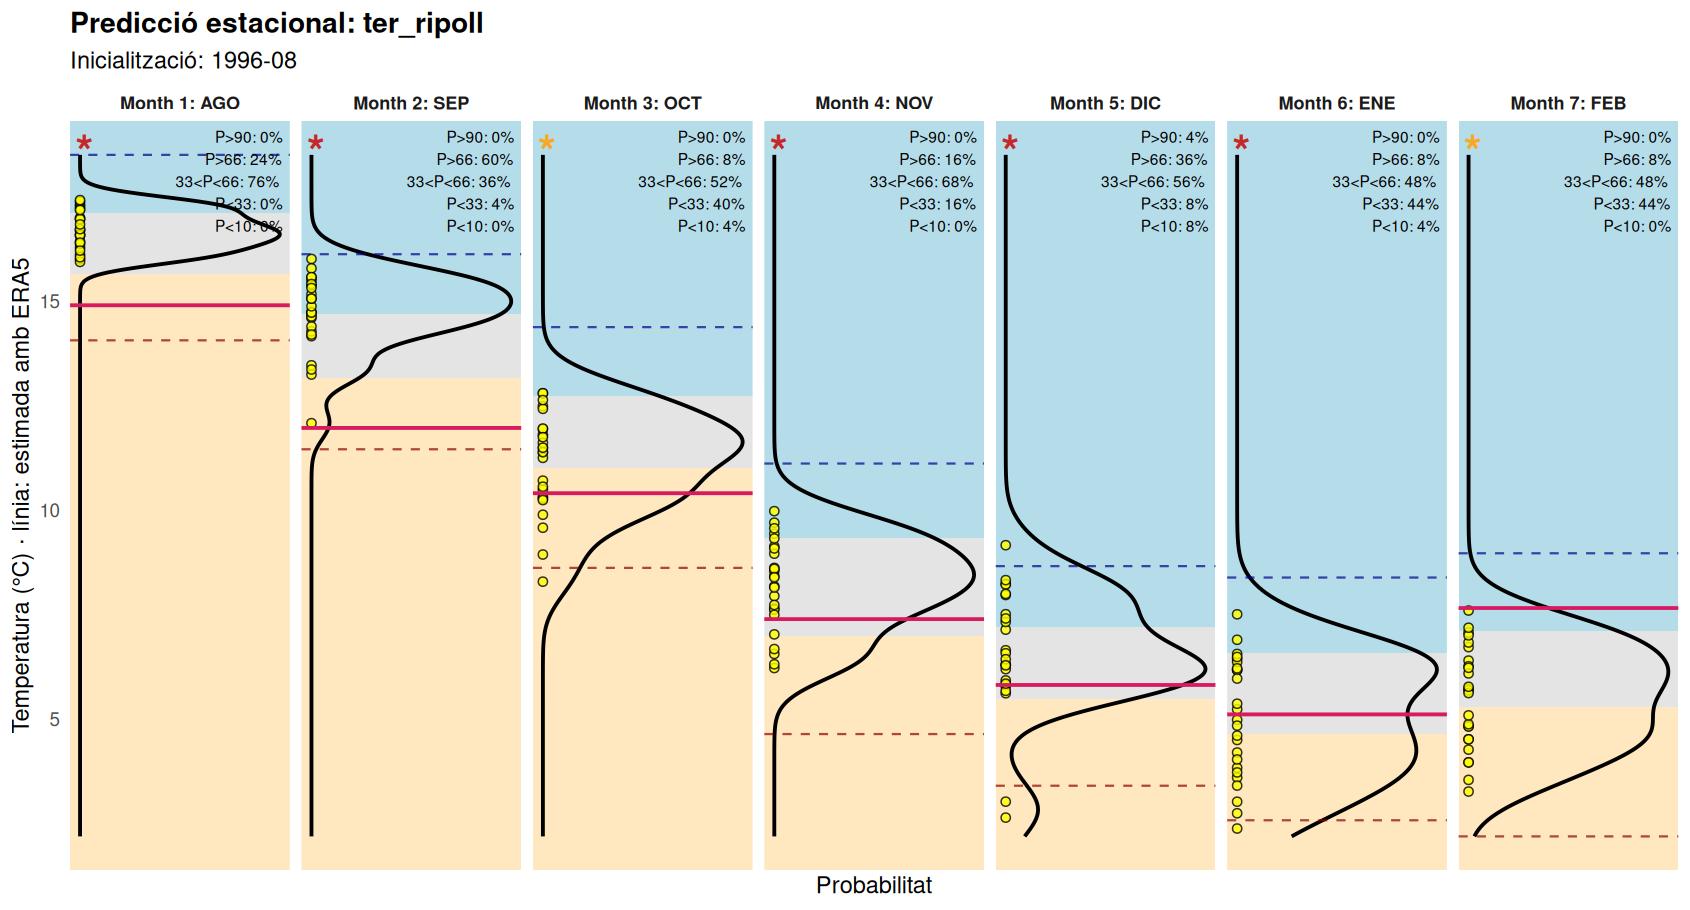 Predicció estacional: ter_ripoll
Inicialització: 1996-08
Month 1: AGO
Month 2: SEP
Month 3: OCT
Month 4: NOV
Month 5: DIC
Month 6: ENE
Month 7: FEB
*
P>90: 0%
P>66: 24%
33<P<66: 76%
P<33: 0%
P<10: 0%
*
P>90: 0%
P>66: 60%
33<P<66: 36%
P<33: 4%
P<10: 0%
*
P>90: 0%
P>66: 8%
33<P<66: 52%
P<33: 40%
P<10: 4%
*
P>90: 0%
P>66: 16%
33<P<66: 68%
P<33: 16%
P<10: 0%
*
P>90: 4%
P>66: 36%
33<P<66: 56%
P<33: 8%
P<10: 8%
*
P>90: 0%
P>66: 8%
33<P<66: 48%
P<33: 44%
P<10: 4%
*
P>90: 0%
P>66: 8%
33<P<66: 48%
P<33: 44%
P<10: 0%
Temperatura (°C) · línia: estimada amb ERA5
15
10
5
Probabilitat